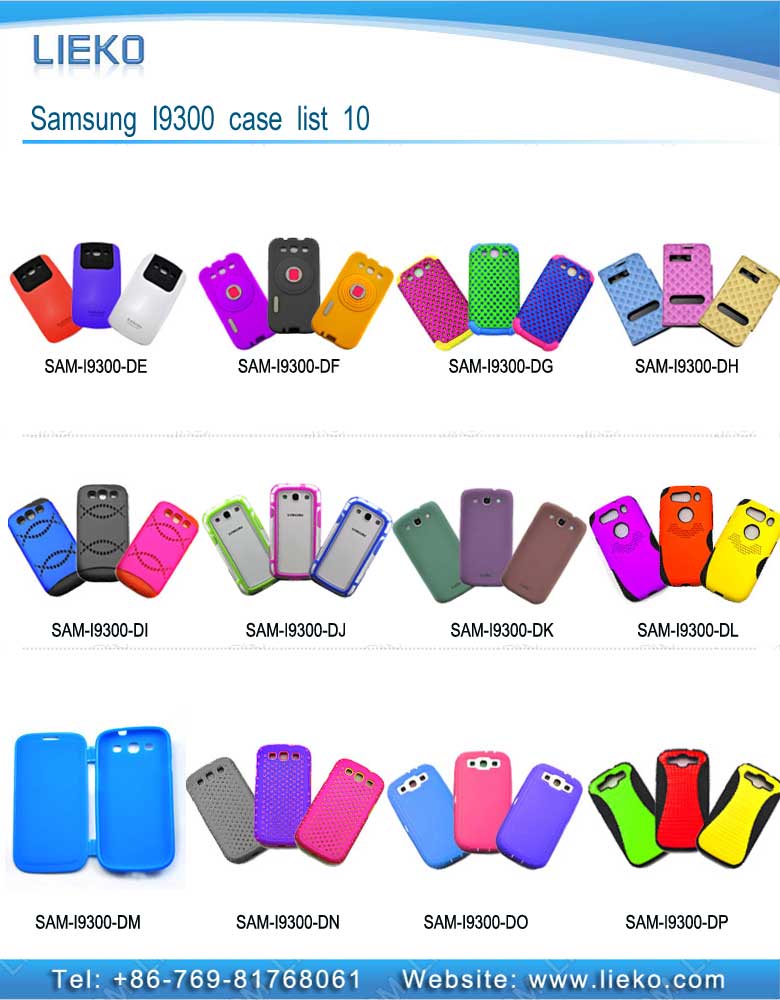 LIEKO
Samsung I9300 case list 10
SAM-I9300-DE SAM-I9300-DF SAM-I9300-DG SAM-I9300-DH
SAM-I9300-DI SAM-I9300-DJ SAM-I9300-DK SAM-I9300-DL
SAM-I9300-DM SAM-I9300-DN SAM-I9300-DO SAM-I9300-DP
Tel: +86-769-81768061 Website: www.lieko.com